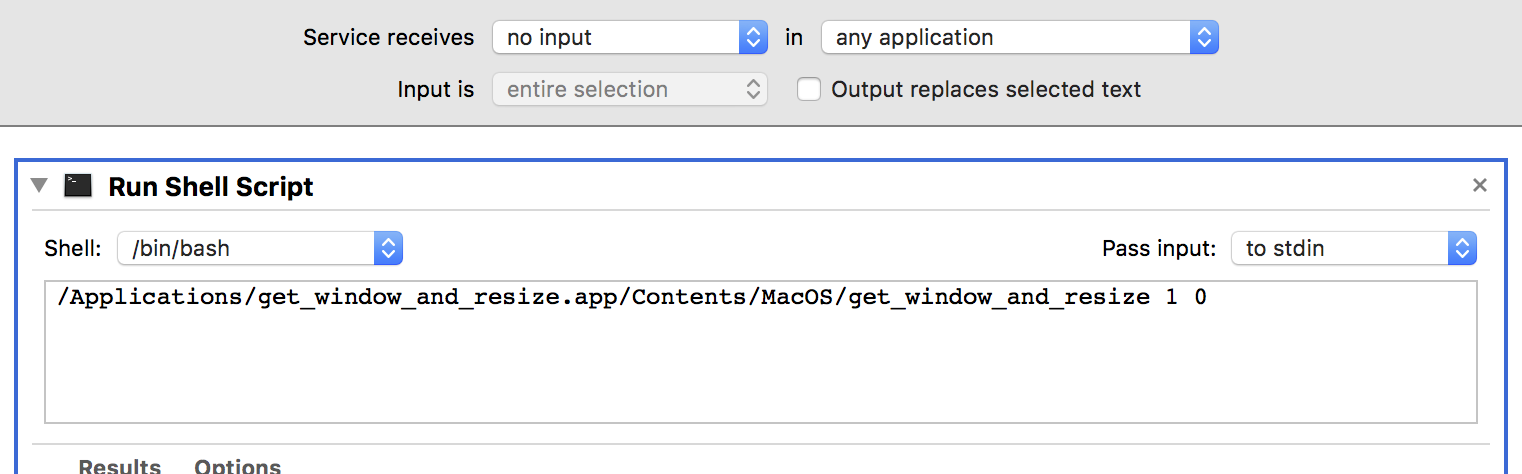 Service receives no input in any application
Input is entire selection Output replaces selected text
Run Shell Script
Shell: /bin/bash Pass input: to stdin
/Applications/get_window_and_resize.app/Contents/MacOS/get_window_and_resize 1 0
Results Options